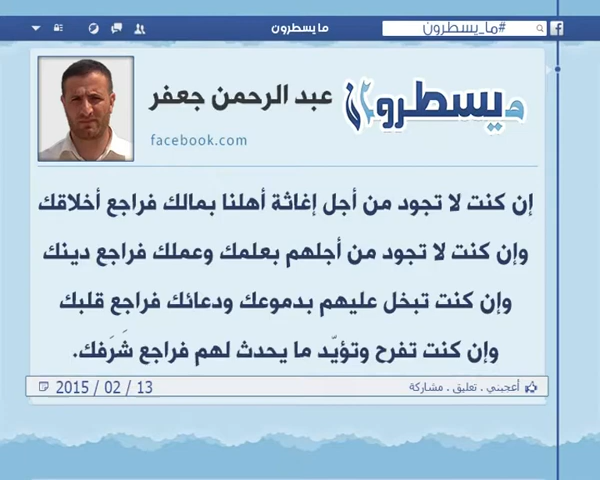 #ما_يسطرون
ما يسطرون
ما يسطرون
عبد الرحمن جعفر
facebook.com
إن كنت لا تجود من أجل إغاثة أهلنا بمالك فراجع أخلاقك
وإن كنت لا تجود من أجلهم بعلمك وعملك فراجع دينك
وإن كنت تبخل عليهم بدموعك ودعائك فراجع قلبك
وإن كنت تفرح وتؤيّد ما يحدث لهم فراجع شَرَفك.
أعجبني . تعليق . مشاركة
2015 / 02 / 13